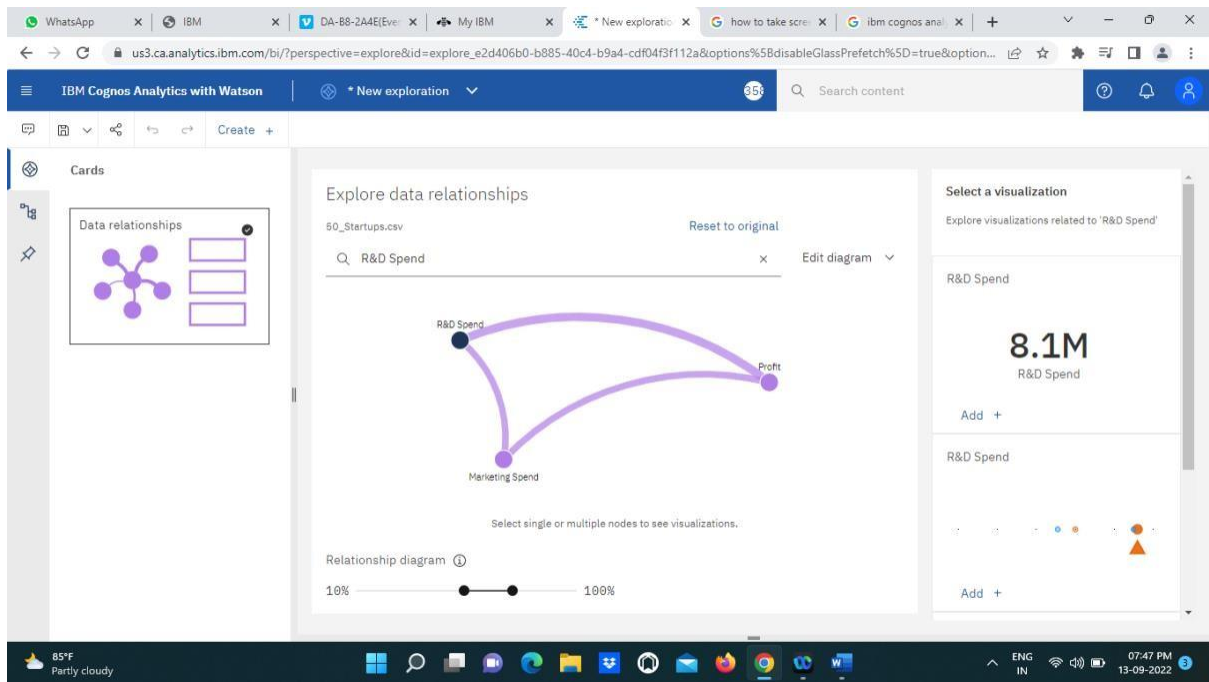 WhatsApp
IBM
DA-B8-2A4E(Ever
My IBM
* New exploratio
how to take scre
ibm cognos anal
us3.ca.analytics.ibm.com/bi/?perspective=explore&id=explore_e2d406b0-b885-40c4-b9a4-cdf04f3f112a&options%5BdisableGlassPrefetch%5D=true&option...
IBM Cognos Analytics with Watson
* New exploration
Search content
Create +
Cards
Data relationships
Explore data relationships
50_Startups.csv
Reset to original
R&D Spend
Edit diagram
R&D Spend
Profit
Marketing Spend
Select single or multiple nodes to see visualizations.
Relationship diagram
10%
100%
Select a visualization
Explore visualizations related to 'R&D Spend'
R&D Spend
8.1M
R&D Spend
Add +
R&D Spend
Add +
85°F
Partly cloudy
ENG
IN
07:47 PM
13-09-2022
3